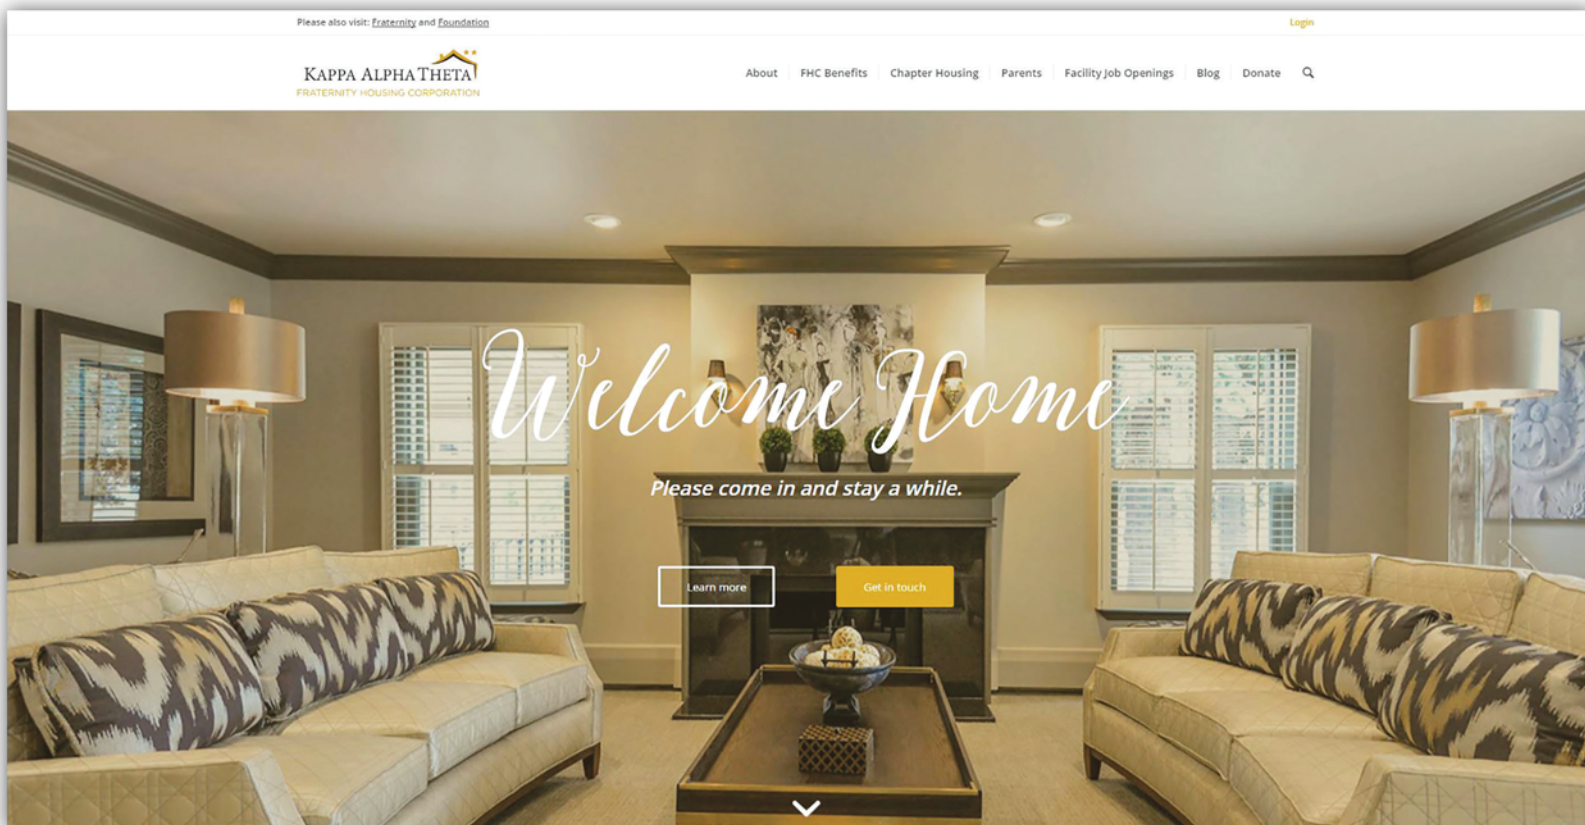 Please also visit: Fraternity and Foundation
Login
KAPPA ALPHA THETA
FRATERNITY HOUSING CORPORATION
About
FHC Benefits
Chapter Housing
Parents
Facility Job Openings
Blog
Donate
Welcome Home
Please come in and stay a while.
Learn more
Get in touch